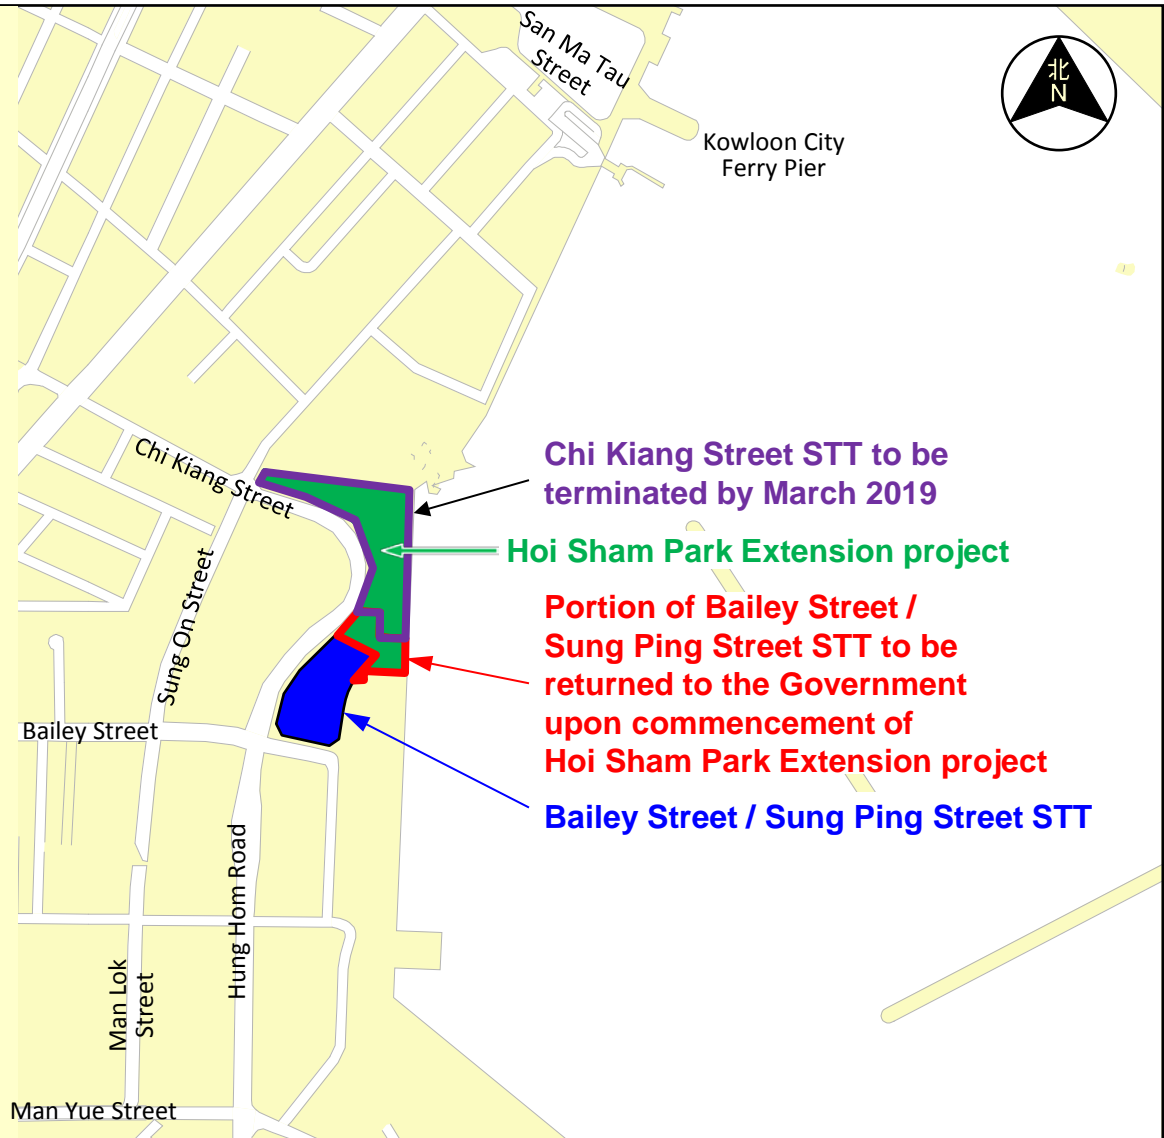 San Ma Tau
Street
北
N
Kowloon City
Ferry Pier
Chi Kiang Street
Chi Kiang Street STT to be
terminated by March 2019
Hoi Sham Park Extension project
Sung On Street
Portion of Bailey Street /
Sung Ping Street STT to be
returned to the Government
upon commencement of
Hoi Sham Park Extension project
Bailey Street
Bailey Street / Sung Ping Street STT
Hung Hom Road
Man Lok
Street
Man Yue Street